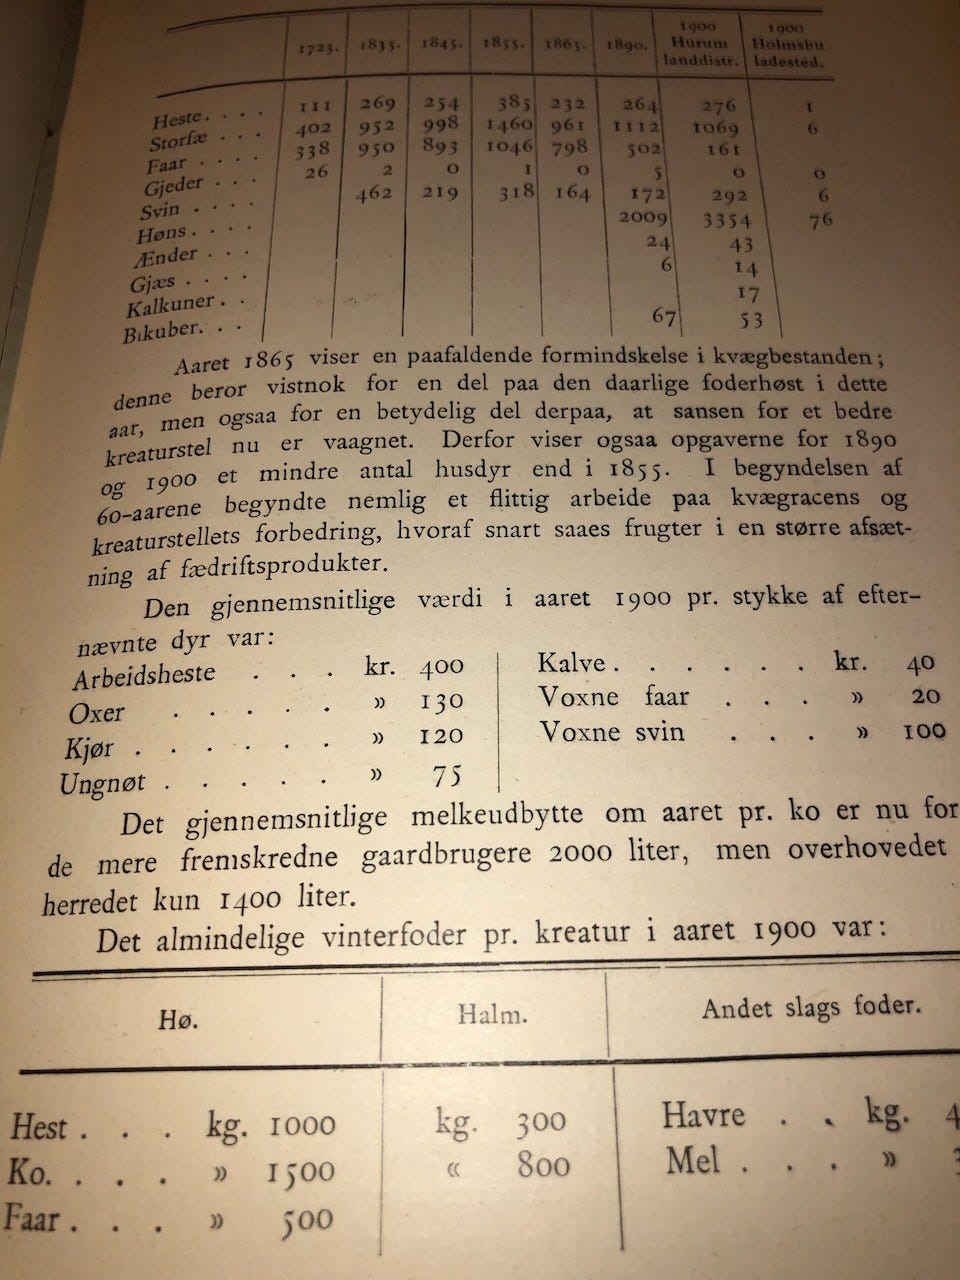 1723. 1835. 1845. 1855. 1865. 1890. 1900 Hurum landdistr. 1900 Holmsbu ladested.
Heste. . . . 111 269 254 385 232 264 276 1
Storfæ . . . 402 952 998 1460 961 1112 1069 6
Faar . . . . 338 950 893 1046 798 502 161
Gjeder . . . 26 2 0 1 0 5 0 0
Svin . . . . 462 219 318 164 172 292 6
Høns. . . . 2009 3354 76
Ænder . . . 24 43
Gjæs . . . . 6 14
Kalkuner . . 17
Bikuber. . . 67 53
Aaret 1865 viser en paafaldende formindskelse i kvægbestanden;
denne beror vistnok for en del paa den daarlige foderhøst i dette
aar, men ogsaa for en betydelig del derpaa, at sansen for et bedre
kreaturstel nu er vaagnet. Derfor viser ogsaa opgaverne for 1890
og 1900 et mindre antal husdyr end i 1855. I begyndelsen af
60-aarene begyndte nemlig et flittig arbeide paa kvægracens og
kreaturstellets forbedring, hvoraf snart saaes frugter i en større afsæt-
ning af fædriftsprodukter.
Den gjennemsnitlige værdi i aaret 1900 pr. stykke af efter-
nævnte dyr var:
Arbeidsheste . . . kr. 400
Oxer . . . . . » 130
Kjør . . . . . . » 120
Ungnøt . . . . . » 75
Kalve . . . . . . kr. 40
Voxne faar . . . » 20
Voxne svin . . . » 100
Det gjennemsnitlige melkeudbytte om aaret pr. ko er nu for
de mere fremskredne gaardbrugere 2000 liter, men overhovedet
herredet kun 1400 liter.
Det almindelige vinterfoder pr. kreatur i aaret 1900 var:
Hø. Halm. Andet slags foder.
Hest . . . kg. 1000 kg. 300 Havre . . kg. 4
Ko. . . . » 1500 « 800 Mel . . . »
Faar . . . » 500